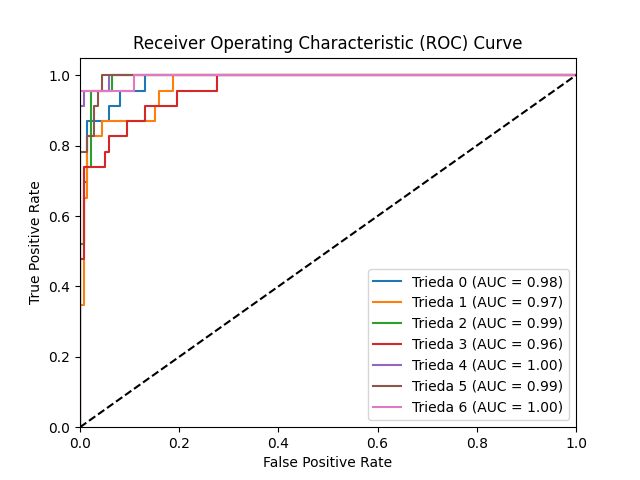 Receiver Operating Characteristic (ROC) Curve
True Positive Rate
1.0
0.8
0.6
0.4
0.2
0.0
Trieda 0 (AUC = 0.98)
Trieda 1 (AUC = 0.97)
Trieda 2 (AUC = 0.99)
Trieda 3 (AUC = 0.96)
Trieda 4 (AUC = 1.00)
Trieda 5 (AUC = 0.99)
Trieda 6 (AUC = 1.00)
0.0 0.2 0.4 0.6 0.8 1.0
False Positive Rate